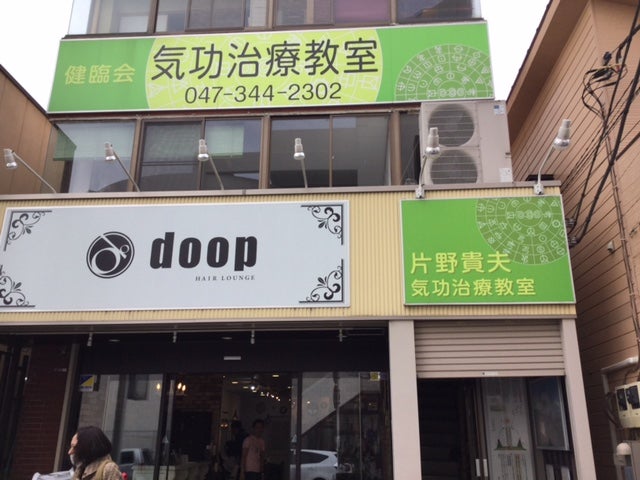 健臨会 気功治療教室
047-344-2302
doop
HAIR LOUNGE
片野貴夫
気功治療教室